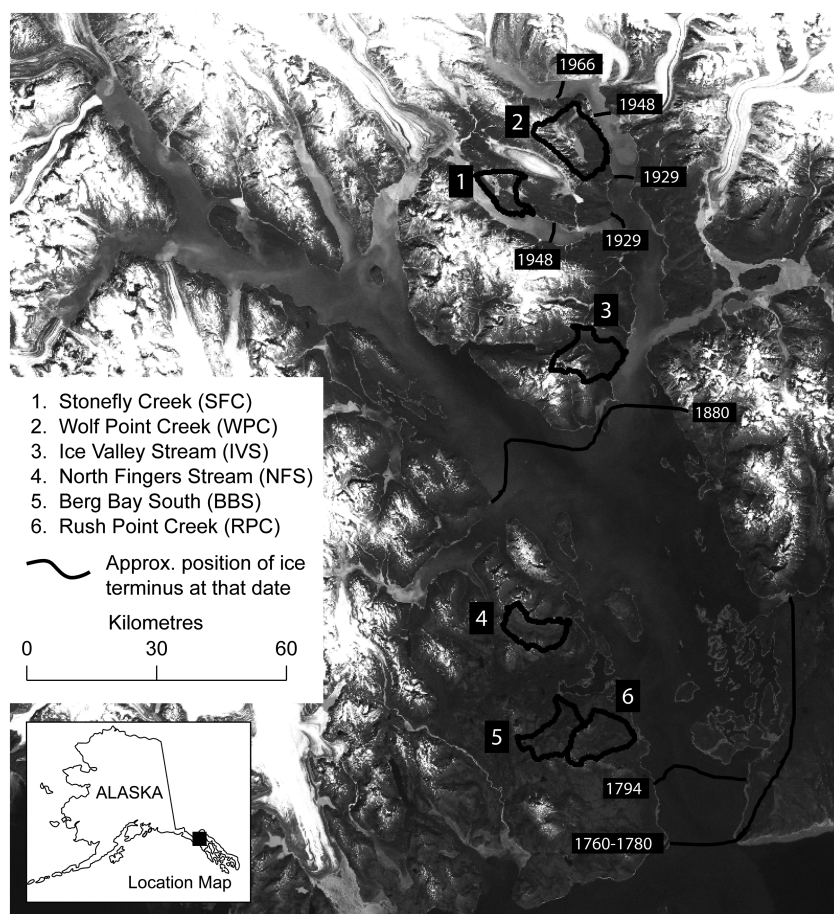 1966
1948
2
1
1929
1929
1948
3
1880
1. Stonefly Creek (SFC)
2. Wolf Point Creek (WPC)
3. Ice Valley Stream (IVS)
4. North Fingers Stream (NFS)
5. Berg Bay South (BBS)
6. Rush Point Creek (RPC)
Approx. position of ice
terminus at that date
Kilometres
0 30 60
4
6
5
1794
1760-1780
ALASKA
Location Map